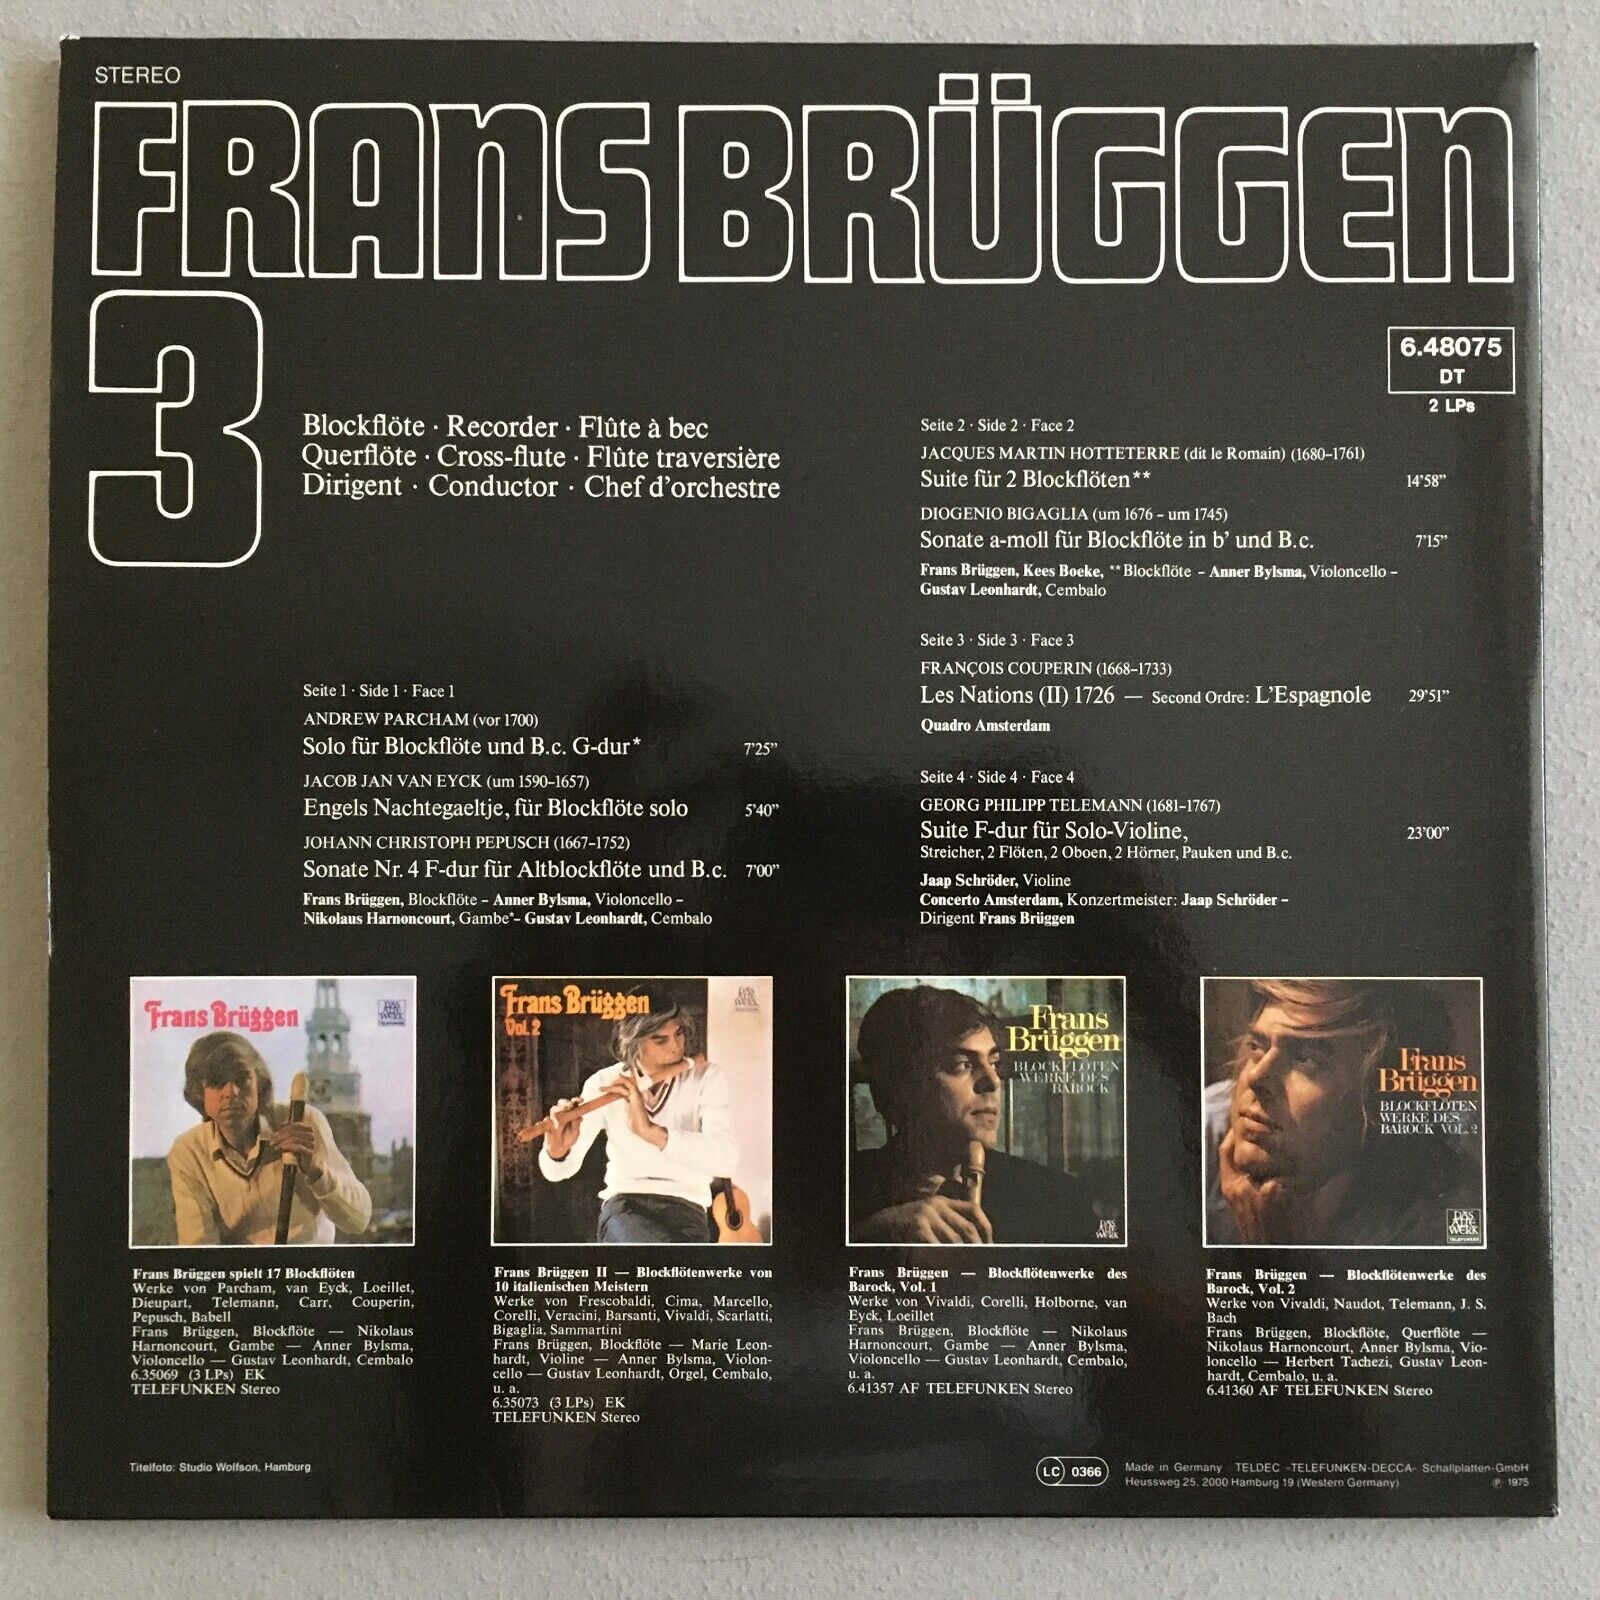 STEREO
FRANS BRÜGGEN
3
6.48075
DT
2 LPs
Blockflöte · Recorder · Flûte à bec
Querflöte · Cross-flute · Flûte traversière
Dirigent · Conductor · Chef d'orchestre
Seite 1 · Side 1 · Face 1
ANDREW PARCHAM (vor 1700)
Solo für Blockflöte und B.c. G-dur* 7'25”
JACOB JAN VAN EYCK (um 1590–1657)
Engels Nachtegaeltje, für Blockflöte solo 5'40”
JOHANN CHRISTOPH PEPUSCH (1667–1752)
Sonate Nr. 4 F-dur für Altblockflöte und B.c. 7'00”
Frans Brüggen, Blockflöte – Anner Bylsma, Violoncello –
Nikolaus Harnoncourt, Gambe*– Gustav Leonhardt, Cembalo
Seite 2 · Side 2 · Face 2
JACQUES MARTIN HOTTETERRE (dit le Romain) (1680–1761)
Suite für 2 Blockflöten** 14'58”
DIOGENIO BIGAGLIA (um 1676 – um 1745)
Sonate a-moll für Blockflöte in b' und B.c. 7'15”
Frans Brüggen, Kees Boeke, **Blockflöte – Anner Bylsma, Violoncello –
Gustav Leonhardt, Cembalo
Seite 3 · Side 3 · Face 3
FRANÇOIS COUPERIN (1668–1733)
Les Nations (II) 1726 — Second Ordre: L'Espagnole 29'51”
Quadro Amsterdam
Seite 4 · Side 4 · Face 4
GEORG PHILIPP TELEMANN (1681–1767)
Suite F-dur für Solo-Violine, 23'00”
Streicher, 2 Flöten, 2 Oboen, 2 Hörner, Pauken und B.c.
Jaap Schröder, Violine
Concerto Amsterdam, Konzertmeister: Jaap Schröder –
Dirigent Frans Brüggen
Frans Brüggen
DAS
ALTE
WERK
TELEFUNKEN
Frans Brüggen
Vol. 2
DAS
ALTE
WERK
Frans
Brüggen
BLOCKFLÖTEN
WERKE DES
BAROCK
DAS
ALTE
WERK
Frans
Brüggen
BLOCKFLÖTEN
WERKE DES
BAROCK VOL. 2
DAS
ALTE
WERK
TELEFUNKEN
Frans Brüggen spielt 17 Blockflöten
Werke von Parcham, van Eyck, Loeillet,
Dieupart, Telemann, Carr, Couperin,
Pepusch, Babell
Frans Brüggen, Blockflöte — Nikolaus
Harnoncourt, Gambe — Anner Bylsma,
Violoncello — Gustav Leonhardt, Cembalo
6.35069 (3 LPs) EK
TELEFUNKEN Stereo
Frans Brüggen II — Blockflötenwerke von
10 italienischen Meistern
Werke von Frescobaldi, Cima, Marcello,
Corelli, Veracini, Barsanti, Vivaldi, Scarlatti,
Bigaglia, Sammartini
Frans Brüggen, Blockflöte — Marie Leon-
hardt, Violine — Anner Bylsma, Violon-
cello — Gustav Leonhardt, Orgel, Cembalo,
u. a.
6.35073 (3 LPs) EK
TELEFUNKEN Stereo
Frans Brüggen — Blockflötenwerke des
Barock, Vol. 1
Werke von Vivaldi, Corelli, Holborne, van
Eyck, Loeillet
Frans Brüggen, Blockflöte — Nikolaus
Harnoncourt, Gambe — Anner Bylsma,
Violoncello — Gustav Leonhardt, Cembalo,
u. a.
6.41357 AF TELEFUNKEN Stereo
Frans Brüggen — Blockflötenwerke des
Barock, Vol. 2
Werke von Vivaldi, Naudot, Telemann, J. S.
Bach
Frans Brüggen, Blockflöte, Querflöte —
Nikolaus Harnoncourt, Anner Bylsma, Vio-
loncello — Herbert Tachezi, Gustav Leon-
hardt, Cembalo, u. a.
6.41360 AF TELEFUNKEN Stereo
Titelfoto: Studio Wolfson, Hamburg
LC 0366
Made in Germany TELDEC »TELEFUNKEN-DECCA« Schallplatten-GmbH
Heussweg 25, 2000 Hamburg 19 (Western Germany) ℗ 1975